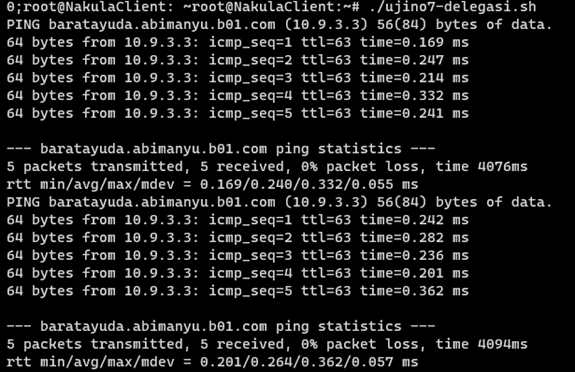 0;root@NakulaClient: ~root@NakulaClient:~# ./ujino7-delegasi.sh
PING baratayuda.abimanyu.b01.com (10.9.3.3) 56(84) bytes of data.
64 bytes from 10.9.3.3: icmp_seq=1 ttl=63 time=0.169 ms
64 bytes from 10.9.3.3: icmp_seq=2 ttl=63 time=0.247 ms
64 bytes from 10.9.3.3: icmp_seq=3 ttl=63 time=0.214 ms
64 bytes from 10.9.3.3: icmp_seq=4 ttl=63 time=0.332 ms
64 bytes from 10.9.3.3: icmp_seq=5 ttl=63 time=0.241 ms
--- baratayuda.abimanyu.b01.com ping statistics ---
5 packets transmitted, 5 received, 0% packet loss, time 4076ms
rtt min/avg/max/mdev = 0.169/0.240/0.332/0.055 ms
PING baratayuda.abimanyu.b01.com (10.9.3.3) 56(84) bytes of data.
64 bytes from 10.9.3.3: icmp_seq=1 ttl=63 time=0.242 ms
64 bytes from 10.9.3.3: icmp_seq=2 ttl=63 time=0.282 ms
64 bytes from 10.9.3.3: icmp_seq=3 ttl=63 time=0.236 ms
64 bytes from 10.9.3.3: icmp_seq=4 ttl=63 time=0.201 ms
64 bytes from 10.9.3.3: icmp_seq=5 ttl=63 time=0.362 ms
--- baratayuda.abimanyu.b01.com ping statistics ---
5 packets transmitted, 5 received, 0% packet loss, time 4094ms
rtt min/avg/max/mdev = 0.201/0.264/0.362/0.057 ms